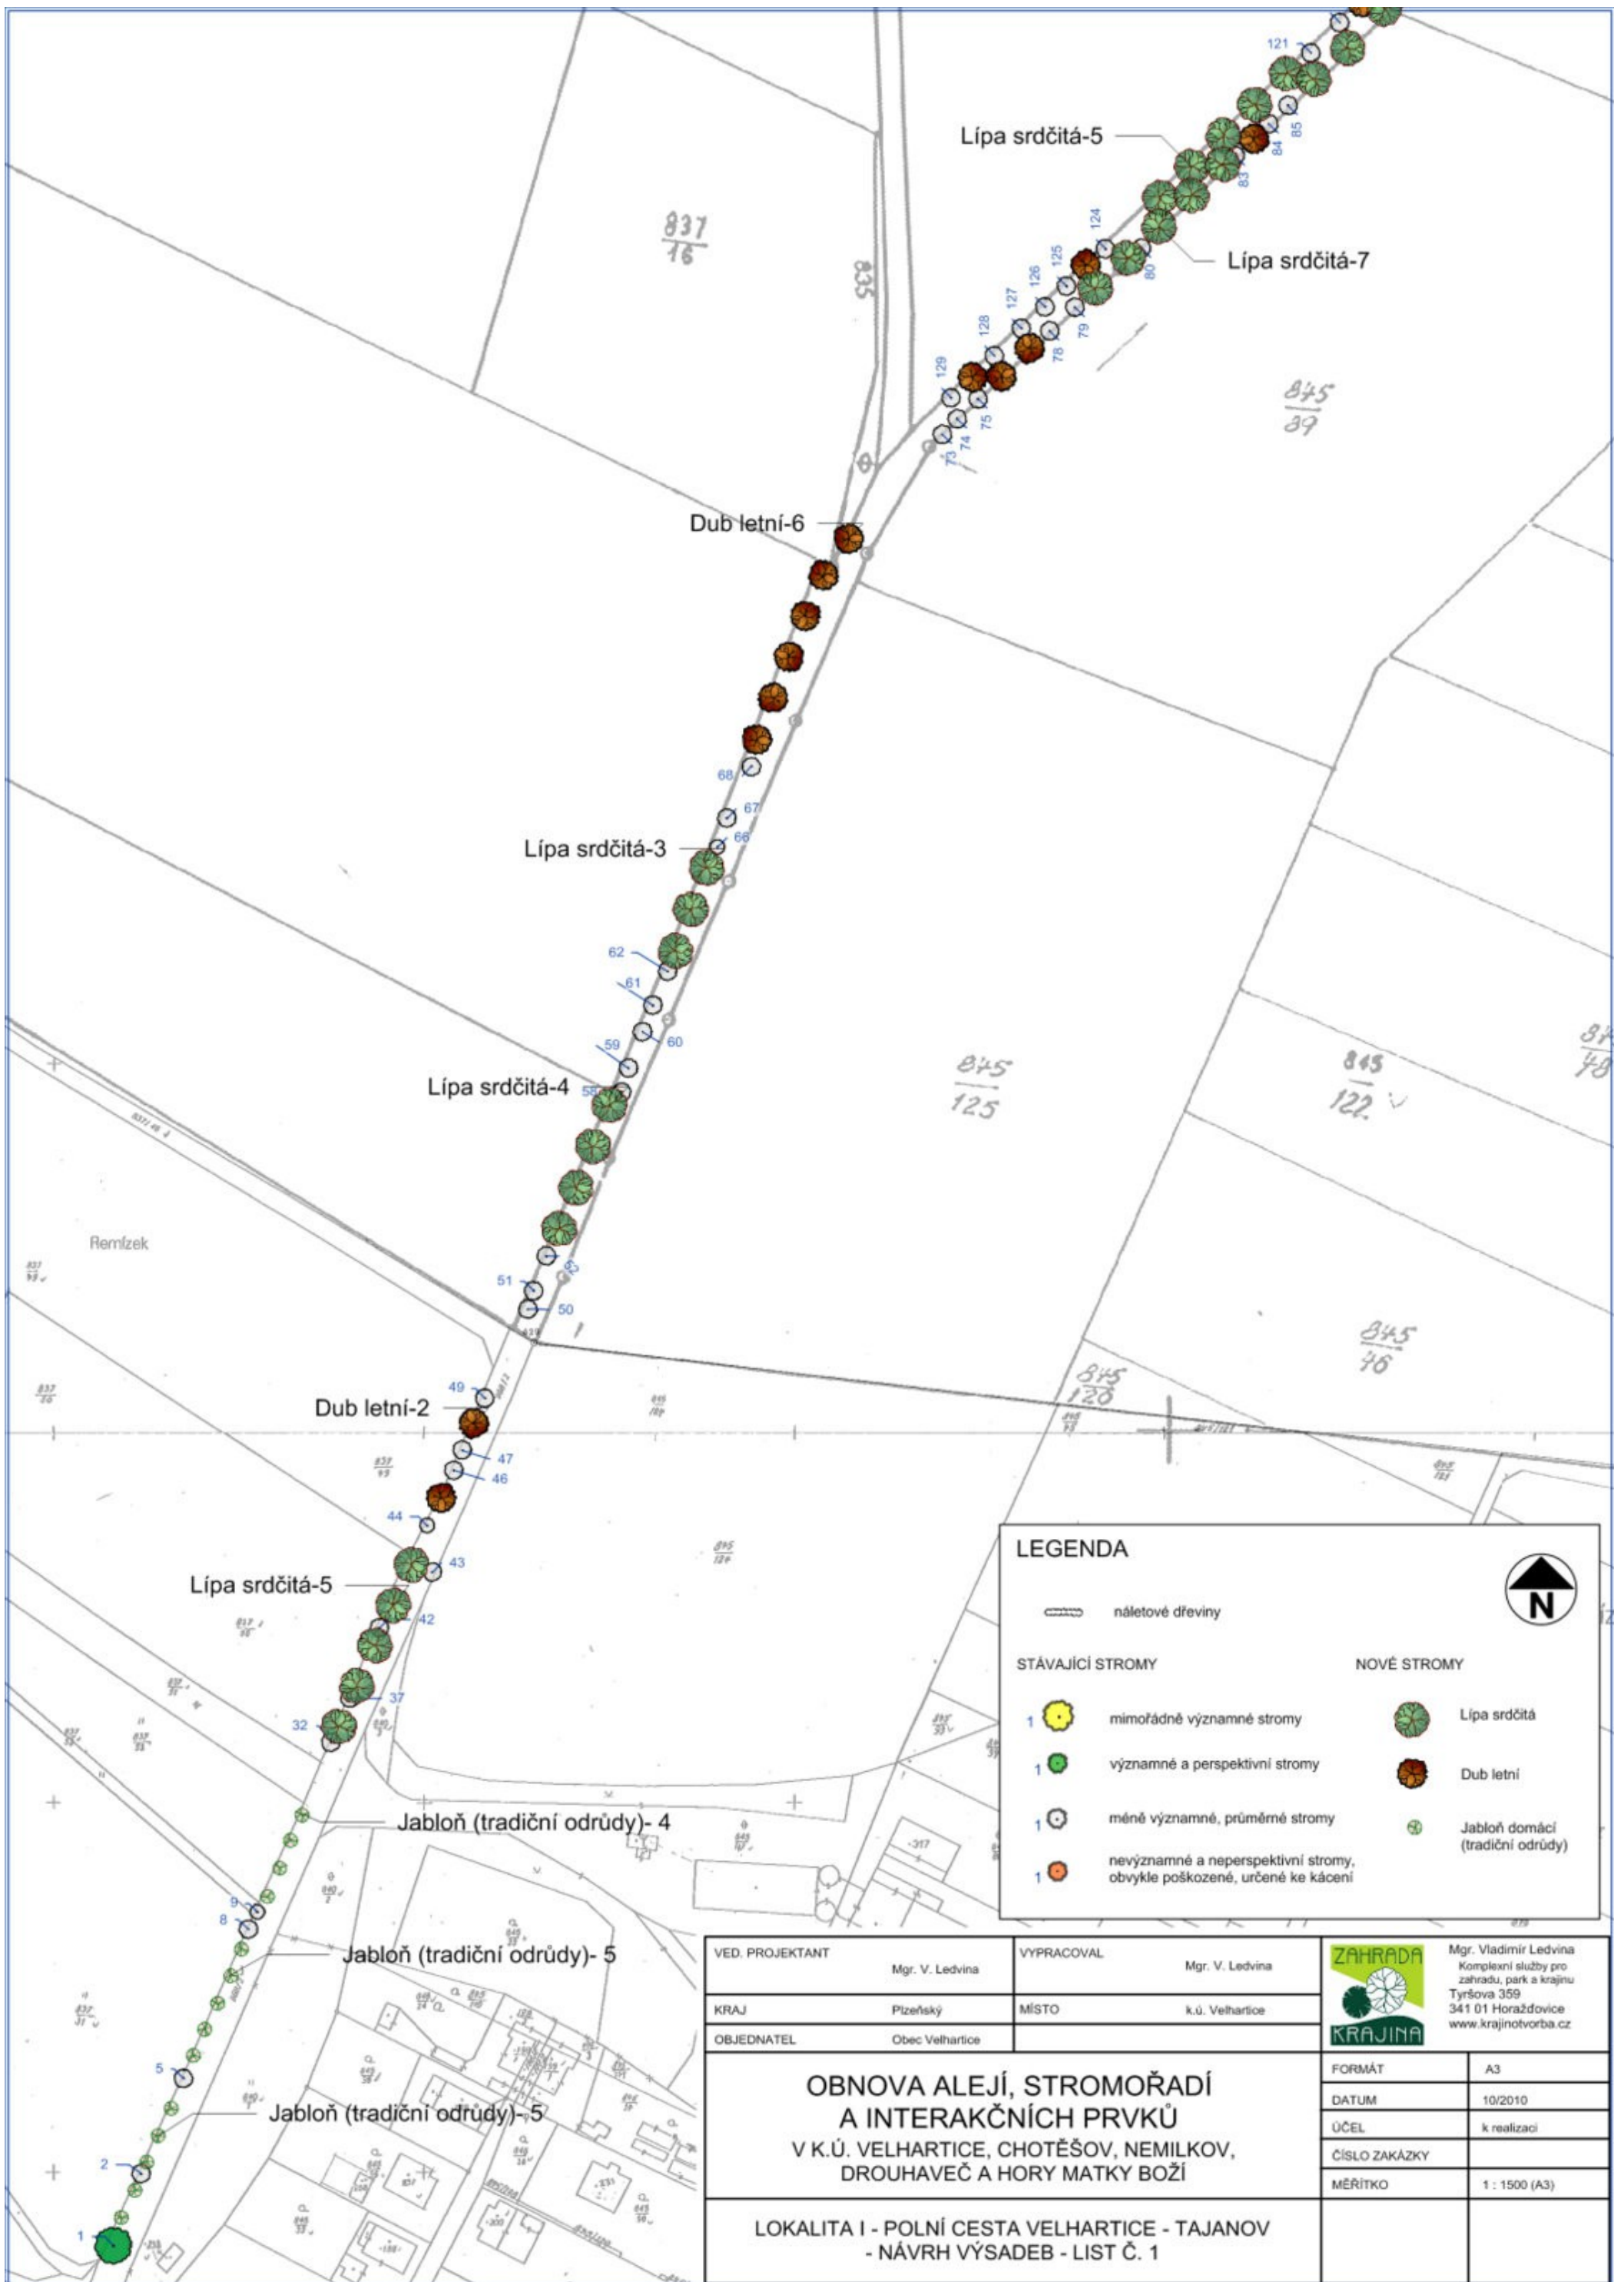 121
85
84
83
Lípa srdčitá-5
837
16
835
124
125
80
Lípa srdčitá-7
126
127
79
128
78
129
75
74
73
845
89
Dub letní-6
68
67
66
Lípa srdčitá-3
62
61
60
59
58
Lípa srdčitá-4
845
125
845
122
Remízek
52
51
50
845
46
845
126
49
Dub letní-2
47
46
44
43
Lípa srdčitá-5
42
37
32
Jabloň (tradiční odrůdy)- 4
9
8
Jabloň (tradiční odrůdy)- 5
5
Jabloň (tradiční odrůdy)- 5
2
1
-317
LEGENDA
N
náletové dřeviny
STÁVAJÍCÍ STROMY
NOVÉ STROMY
1 mimořádně významné stromy
Lípa srdčitá
1 významné a perspektivní stromy
Dub letní
1 méně významné, průměrné stromy
Jabloň domácí
(tradiční odrůdy)
1 nevýznamné a neperspektivní stromy,
obvykle poškozené, určené ke kácení
VED. PROJEKTANT Mgr. V. Ledvina VYPRACOVAL Mgr. V. Ledvina
KRAJ Plzeňský MÍSTO k.ú. Velhartice
OBJEDNATEL Obec Velhartice
ZAHRADA
KRAJINA
Mgr. Vladimír Ledvina
Komplexní služby pro
zahradu, park a krajinu
Tyršova 359
341 01 Horažďovice
www.krajinotvorba.cz
OBNOVA ALEJÍ, STROMOŘADÍ
A INTERAKČNÍCH PRVKŮ
V K.Ú. VELHARTICE, CHOTĚŠOV, NEMILKOV,
DROUHAVEČ A HORY MATKY BOŽÍ
FORMÁT A3
DATUM 10/2010
ÚČEL k realizaci
ČÍSLO ZAKÁZKY
MĚŘÍTKO 1 : 1500 (A3)
LOKALITA I - POLNÍ CESTA VELHARTICE - TAJANOV
- NÁVRH VÝSADEB - LIST Č. 1